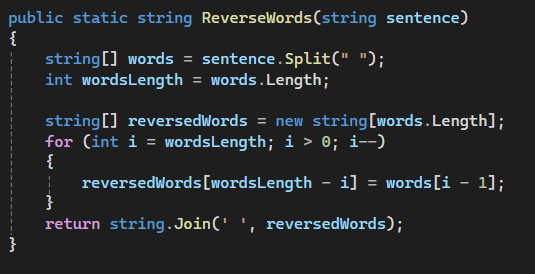 public static string ReverseWords(string sentence)
{
    string[] words = sentence.Split(" ");
    int wordsLength = words.Length;

    string[] reversedWords = new string[words.Length];
    for (int i = wordsLength; i > 0; i--)
    {
        reversedWords[wordsLength - i] = words[i - 1];
    }
    return string.Join(' ', reversedWords);
}